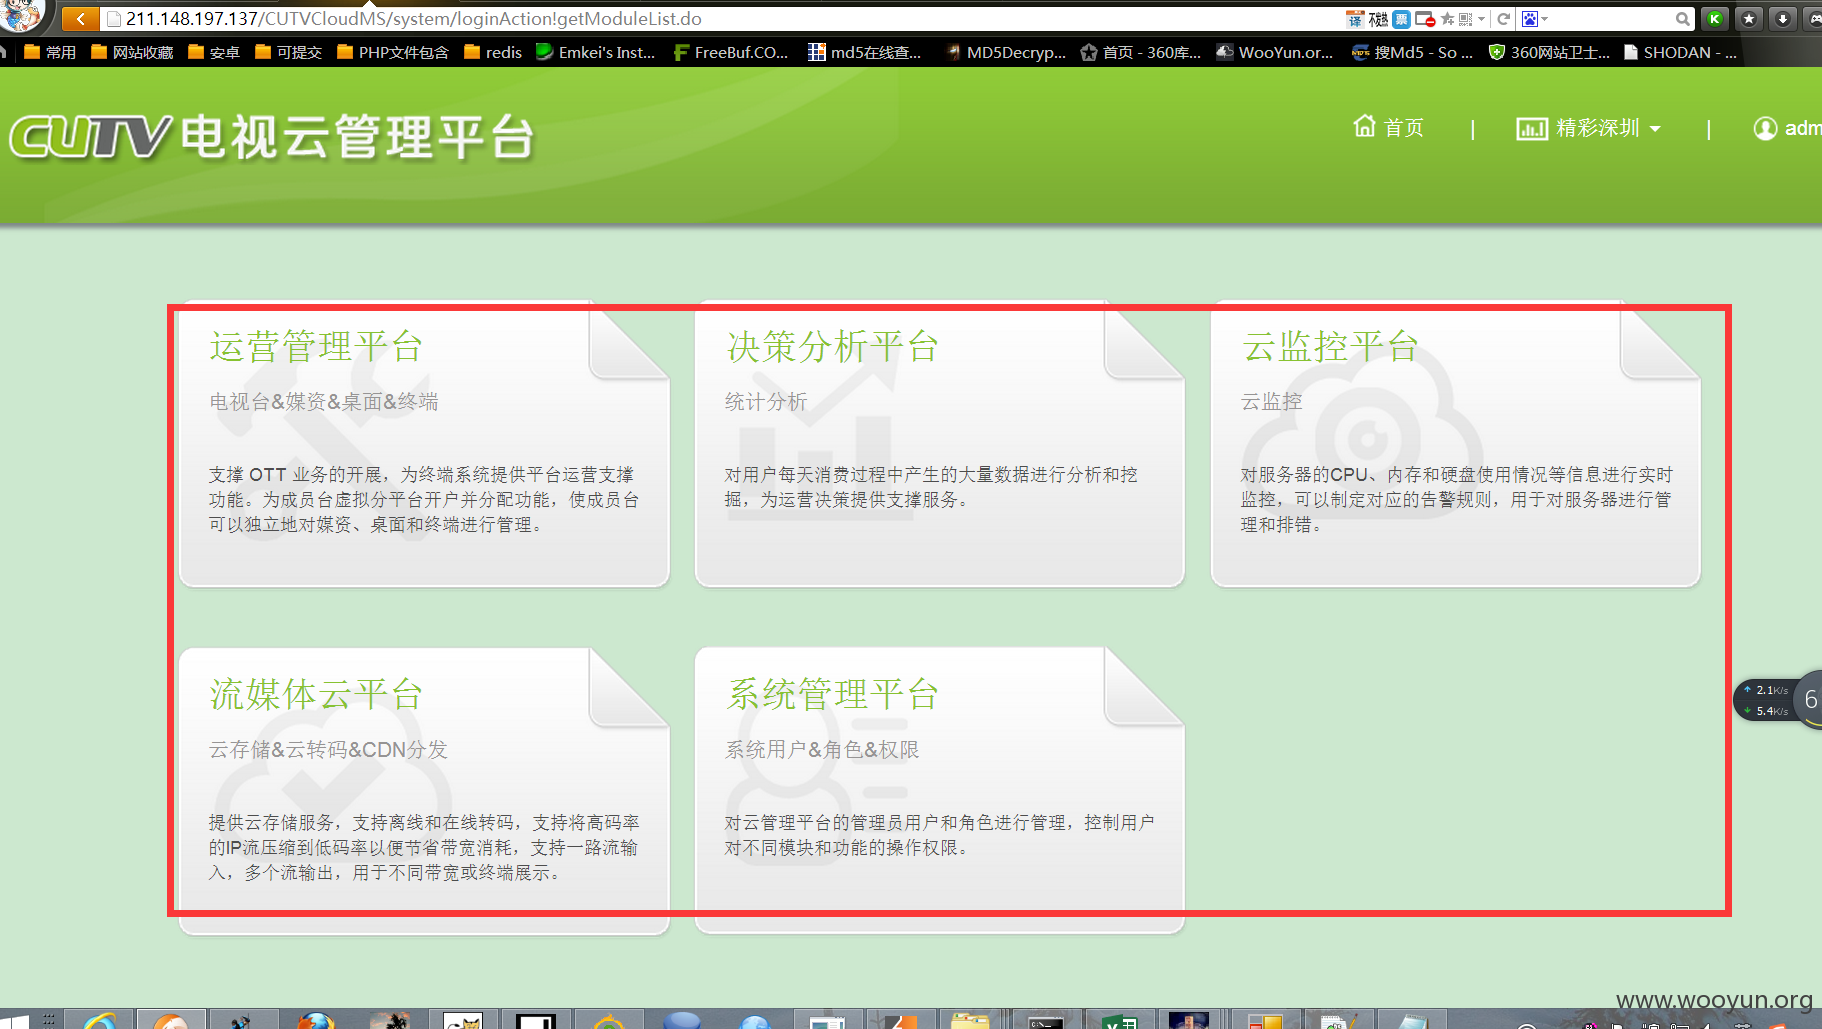 211.148.197.137/CUTVCloudMS/system/loginAction!getModuleList.do
译
票
K
常用
网站收藏
安卓
可提交
PHP文件包含
redis
Emkei's Inst...
FreeBuf.CO...
md5在线查...
MD5Decryp...
首页 - 360库...
WooYun.or...
搜Md5 - So ...
360网站卫士...
SHODAN - ...
CUTV电视云管理平台
首页
|
精彩深圳
|
adm
运营管理平台
电视台&媒资&桌面&终端
支撑 OTT 业务的开展，为终端系统提供平台运营支撑
功能。为成员台虚拟分平台开户并分配功能，使成员台
可以独立地对媒资、桌面和终端进行管理。
决策分析平台
统计分析
对用户每天消费过程中产生的大量数据进行分析和挖
掘，为运营决策提供支撑服务。
云监控平台
云监控
对服务器的CPU、内存和硬盘使用情况等信息进行实时
监控，可以制定对应的告警规则，用于对服务器进行管
理和排错。
流媒体云平台
云存储&云转码&CDN分发
提供云存储服务，支持离线和在线转码，支持将高码率
的IP流压缩到低码率以便节省带宽消耗，支持一路流输
入，多个流输出，用于不同带宽或终端展示。
系统管理平台
系统用户&角色&权限
对云管理平台的管理员用户和角色进行管理，控制用户
对不同模块和功能的操作权限。
2.1K/s
5.4K/s
6
www.wooyun.org